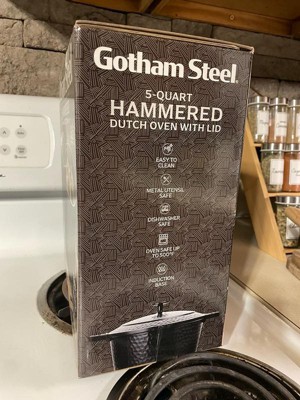 Gotham Steel
5-QUART
HAMMERED
DUTCH OVEN WITH LID
EASY TO
CLEAN
METAL UTENSIL
SAFE
DISHWASHER
SAFE
OVEN SAFE UP
TO 500°F
INDUCTION
BASE